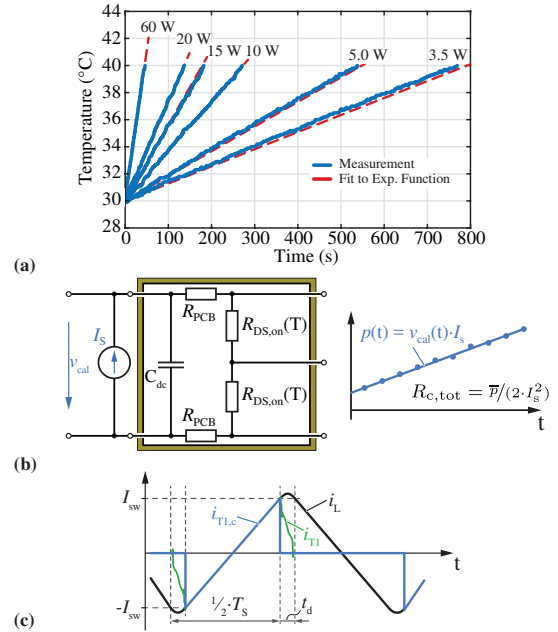 (a)
60 W
20 W
15 W
10 W
5.0 W
3.5 W
Temperature (°C)
44
42
40
38
36
34
32
30
28
Measurement
Fit to Exp. Function
0 100 200 300 400 500 600 700 800
Time (s)
(b)
v_cal
I_S
C_dc
R_PCB
R_DS,on(T)
R_DS,on(T)
R_PCB
p(t) = v_cal(t)·I_s
R_c,tot = p̅/(2·I_s²)
t
(c)
I_sw
-I_sw
i_T1,c
i_L
i_T1
t
½·T_S
t_d